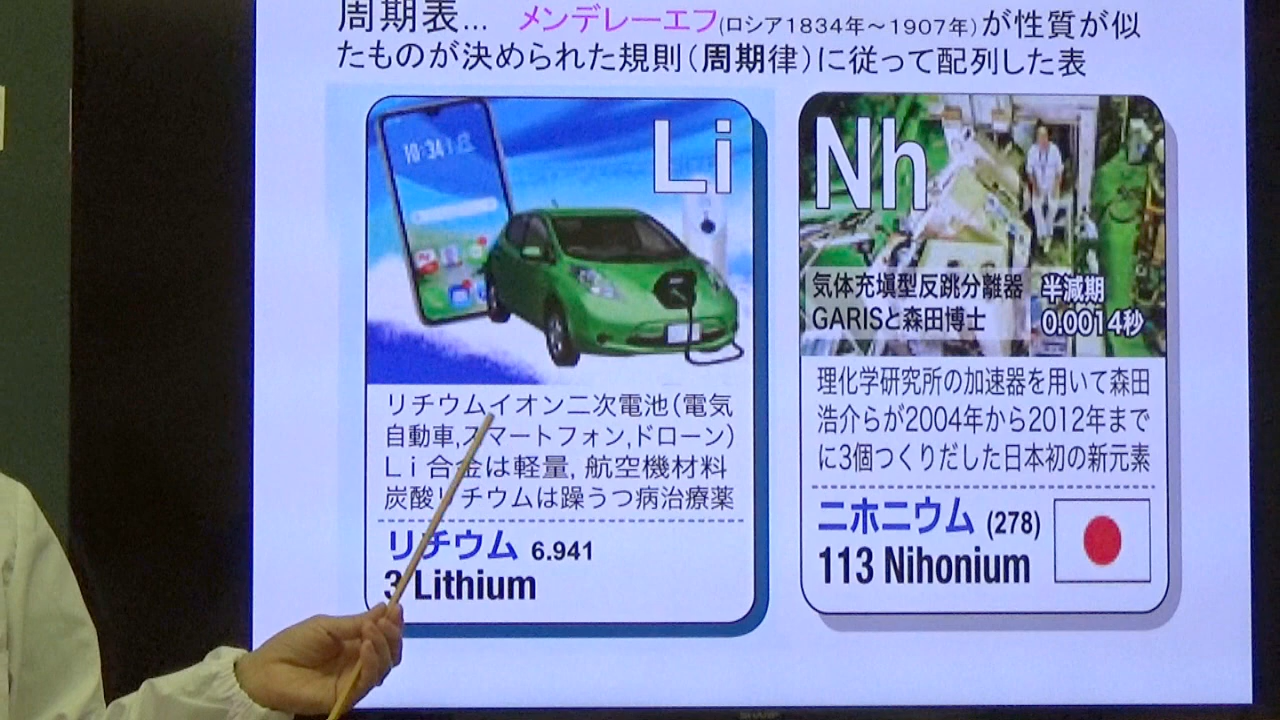 周期表… メンデレーエフ(ロシア1834年～1907年)が性質が似
たものが決められた規則(周期律)に従って配列した表
10:34
Li
リチウムイオン二次電池(電気
自動車,スマートフォン,ドローン)
Li合金は軽量, 航空機材料
炭酸リチウムは躁うつ病治療薬
リチウム 6.941
3 Lithium
Nh
気体充塡型反跳分離器
GARISと森田博士
半減期
0.0014秒
理化学研究所の加速器を用いて森田
浩介らが2004年から2012年まで
に3個つくりだした日本初の新元素
ニホニウム (278)
113 Nihonium
SHARP